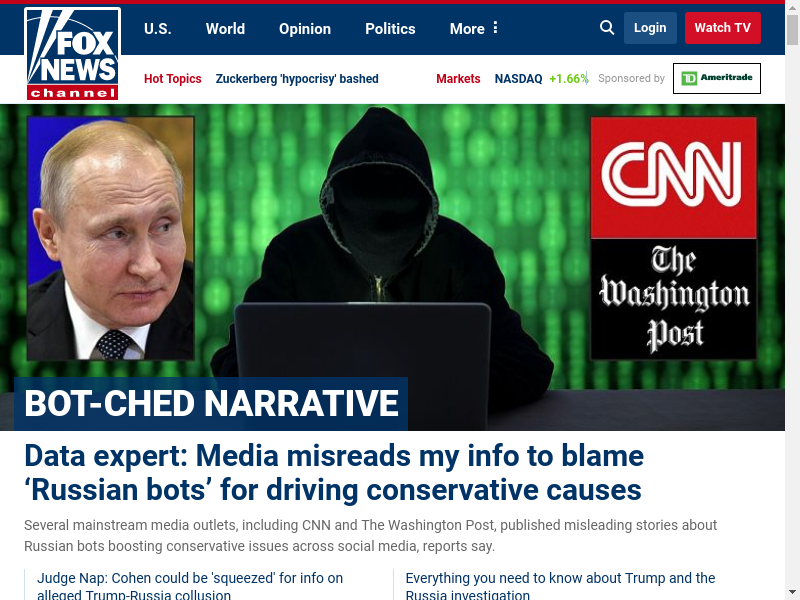 U.S. World Opinion Politics More Login Watch TV
FOX
NEWS
channel
Hot Topics Zuckerberg 'hypocrisy' bashed Markets NASDAQ +1.66% Sponsored by TD Ameritrade
CNN
The
Washington
Post
BOT-CHED NARRATIVE
Data expert: Media misreads my info to blame
‘Russian bots’ for driving conservative causes
Several mainstream media outlets, including CNN and The Washington Post, published misleading stories about
Russian bots boosting conservative issues across social media, reports say.
Judge Nap: Cohen could be 'squeezed' for info on
alleged Trump-Russia collusion
Everything you need to know about Trump and the
Russia investigation